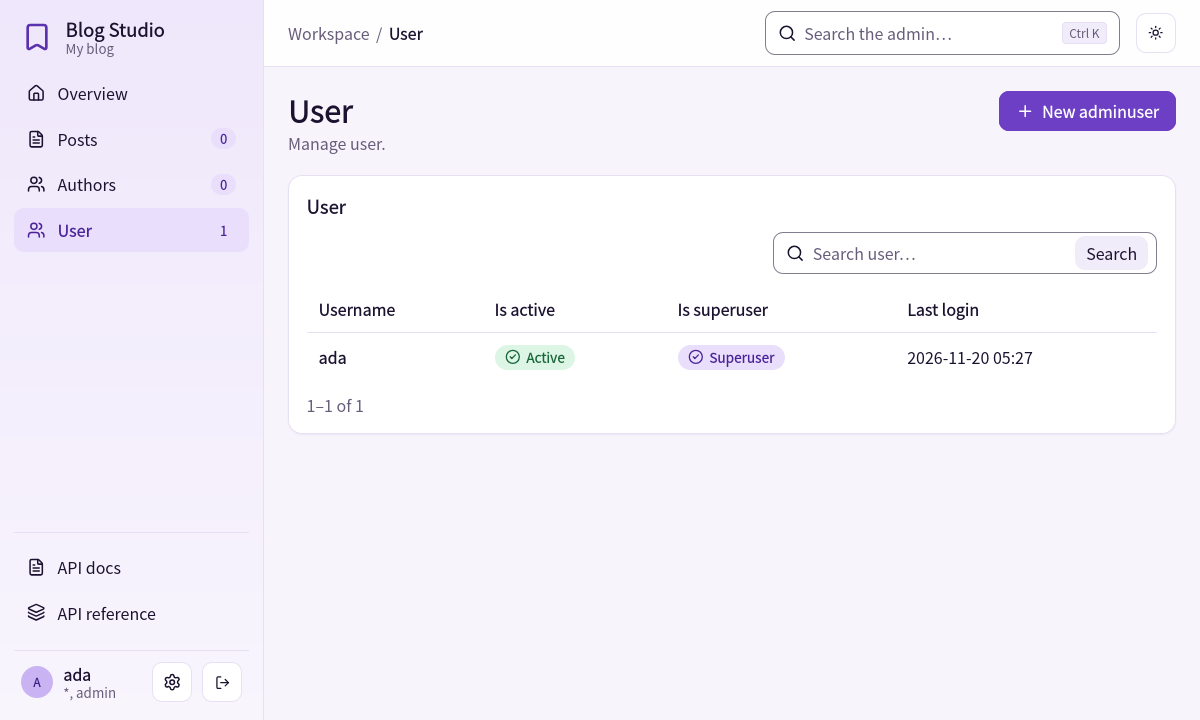 Blog Studio
My blog
Overview
Posts 0
Authors 0
User 1
API docs
API reference
A
ada
*, admin
Workspace / User
Search the admin… Ctrl K
User
Manage user.
New adminuser
User
Search user… Search
Username Is active Is superuser Last login
ada Active Superuser 2026-11-20 05:27
1–1 of 1